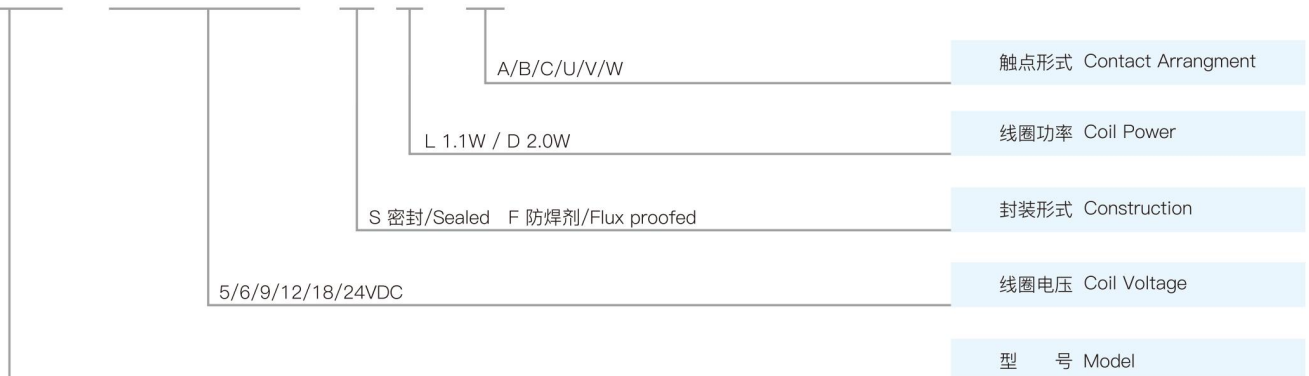 A/B/C/U/V/W 触点形式 Contact Arrangment
L 1.1W / D 2.0W 线圈功率 Coil Power
S 密封/Sealed F 防焊剂/Flux proofed 封装形式 Construction
5/6/9/12/18/24VDC 线圈电压 Coil Voltage
型 号 Model